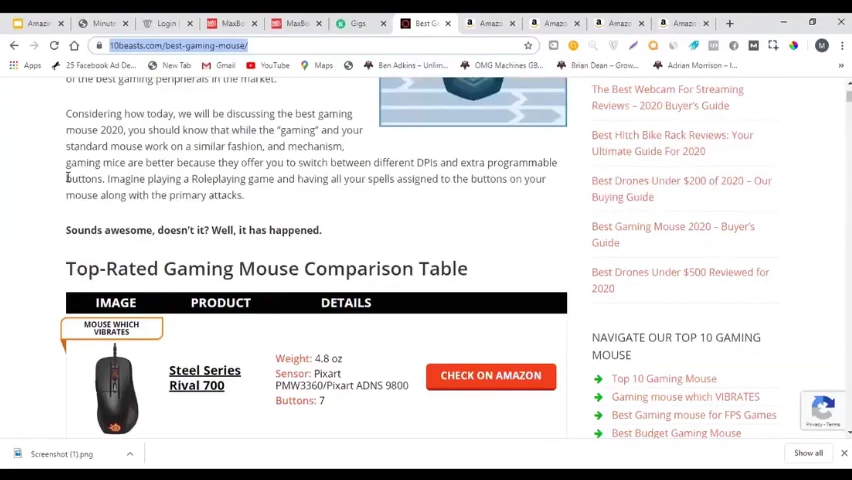 Amazir
Minute
Login |
MaxBo
MaxBo
Gigs
Best Ga
Amazo
Amazo
Amazo
Amazo
10beasts.com/best-gaming-mouse/
M
Apps
25 Facebook Ad De...
New Tab
Gmail
YouTube
Maps
Ben Adkins – Unlim...
OMG Machines GB...
Brian Dean – Grow...
Adrian Morrison – I...
of the best gaming peripherals in the market.
Considering how today, we will be discussing the best gaming
mouse 2020, you should know that while the “gaming” and your
standard mouse work on a similar fashion, and mechanism,
gaming mice are better because they offer you to switch between different DPIs and extra programmable
buttons. Imagine playing a Roleplaying game and having all your spells assigned to the buttons on your
mouse along with the primary attacks.
Sounds awesome, doesn’t it? Well, it has happened.
Top-Rated Gaming Mouse Comparison Table
IMAGE PRODUCT DETAILS
MOUSE WHICH
VIBRATES
Steel Series
Rival 700
Weight: 4.8 oz
Sensor: Pixart
PMW3360/Pixart ADNS 9800
Buttons: 7
CHECK ON AMAZON
The Best Webcam For Streaming
Reviews – 2020 Buyer’s Guide
Best Hitch Bike Rack Reviews: Your
Ultimate Guide For 2020
Best Drones Under $200 of 2020 – Our
Buying Guide
Best Gaming Mouse 2020 – Buyer’s
Guide
Best Drones Under $500 Reviewed for
2020
NAVIGATE OUR TOP 10 GAMING
MOUSE
Top 10 Gaming Mouse
Gaming mouse which VIBRATES
Best Gaming mouse for FPS Games
Best Budget Gaming Mouse
Privacy - Terms
Screenshot (1).png
Show all